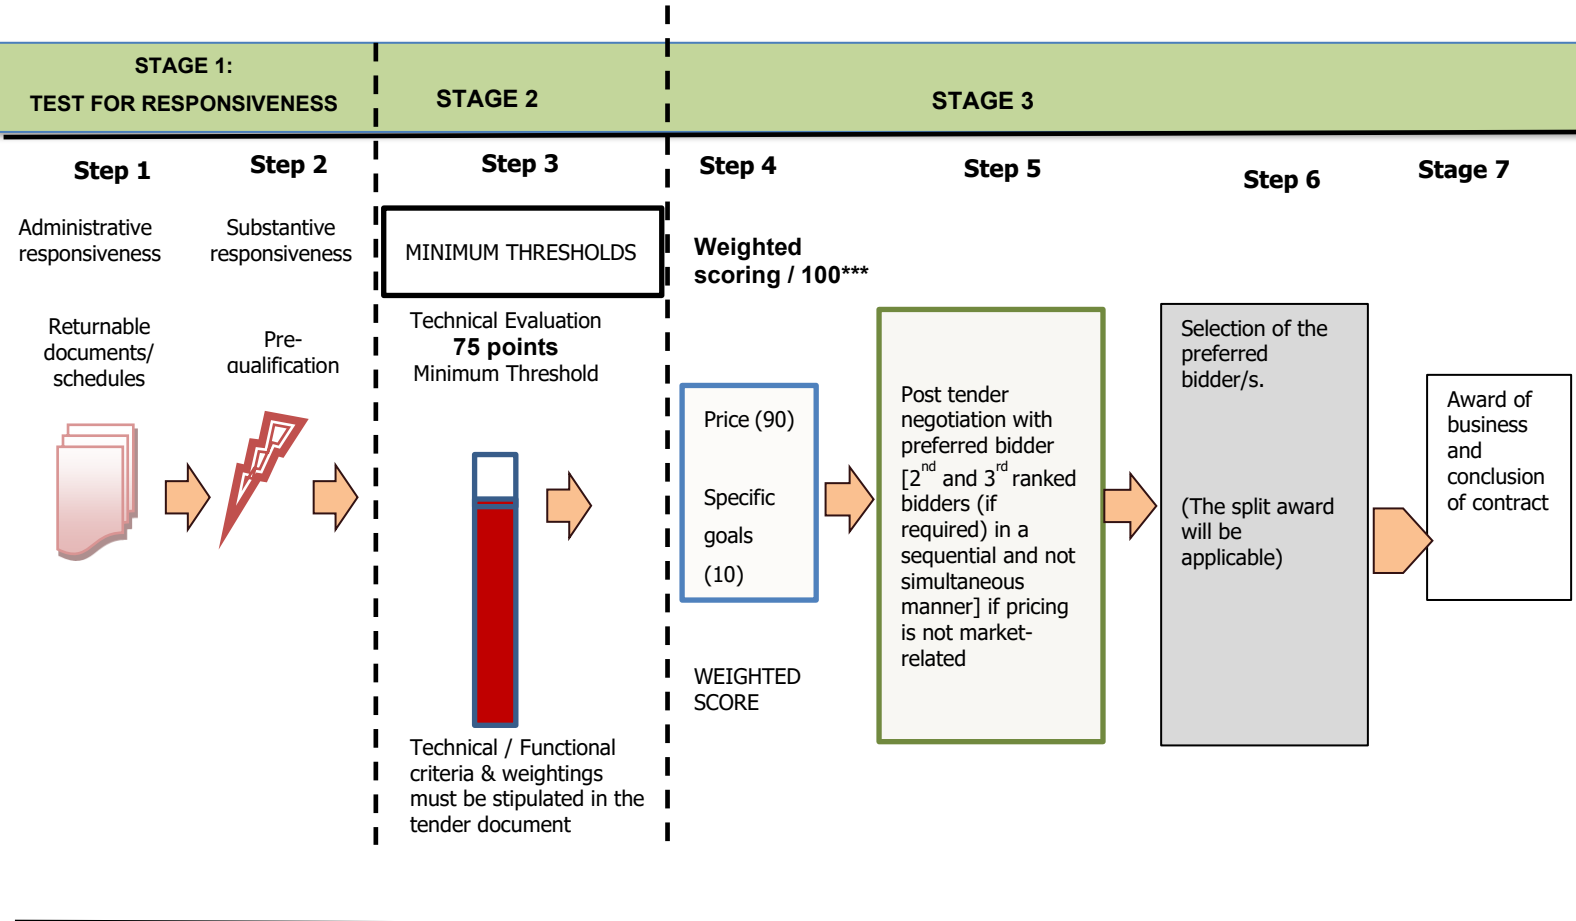 STAGE 1:
TEST FOR RESPONSIVENESS
STAGE 2
STAGE 3
Step 1
Step 2
Step 3
Step 4
Step 5
Step 6
Stage 7
Administrative
responsiveness
Returnable
documents/
schedules
Substantive
responsiveness
Pre-
qualification
MINIMUM THRESHOLDS
Technical Evaluation
75 points
Minimum Threshold
Technical / Functional
criteria & weightings
must be stipulated in the
tender document
Weighted
scoring / 100***
Price (90)
Specific
goals
(10)
WEIGHTED
SCORE
Post tender
negotiation with
preferred bidder
[2nd and 3rd ranked
bidders (if
required) in a
sequential and not
simultaneous
manner] if pricing
is not market-
related
Selection of the
preferred
bidder/s.
(The split award
will be
applicable)
Award of
business
and
conclusion
of contract